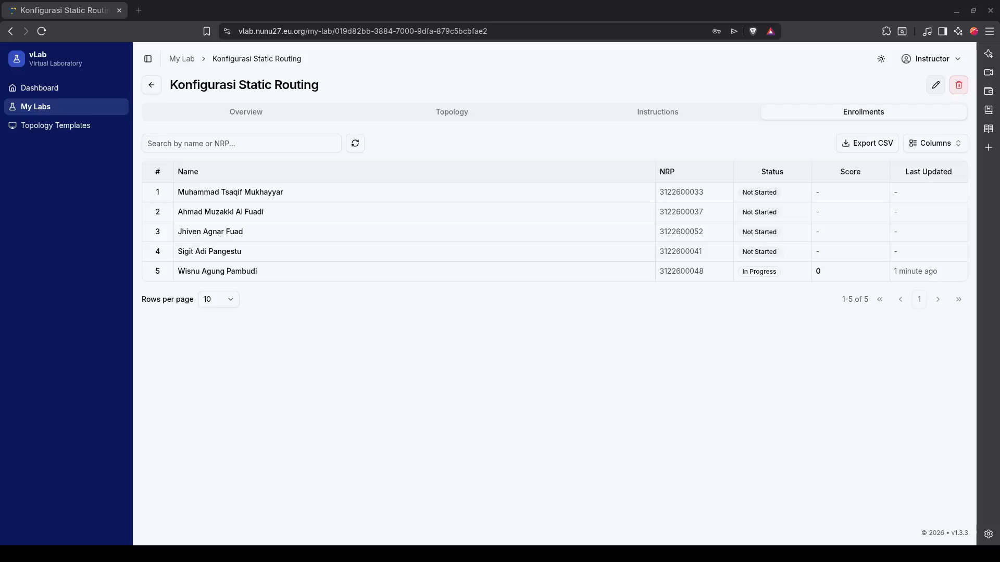 Konfigurasi Static Routin
vlab.nunu27.eu.org/my-lab/019d82bb-3884-7000-9dfa-879c5bcbfae2
vLab
Virtual Laboratory
Dashboard
My Labs
Topology Templates
My Lab > Konfigurasi Static Routing
Instructor
Konfigurasi Static Routing
Overview Topology Instructions Enrollments
Search by name or NRP...
Export CSV Columns
# Name NRP Status Score Last Updated
1 Muhammad Tsaqif Mukhayyar 3122600033 Not Started - -
2 Ahmad Muzakki Al Fuadi 3122600037 Not Started - -
3 Jhiven Agnar Fuad 3122600052 Not Started - -
4 Sigit Adi Pangestu 3122600041 Not Started - -
5 Wisnu Agung Pambudi 3122600048 In Progress 0 1 minute ago
Rows per page 10 1-5 of 5 « ‹ 1 › »
© 2026 • v1.3.3